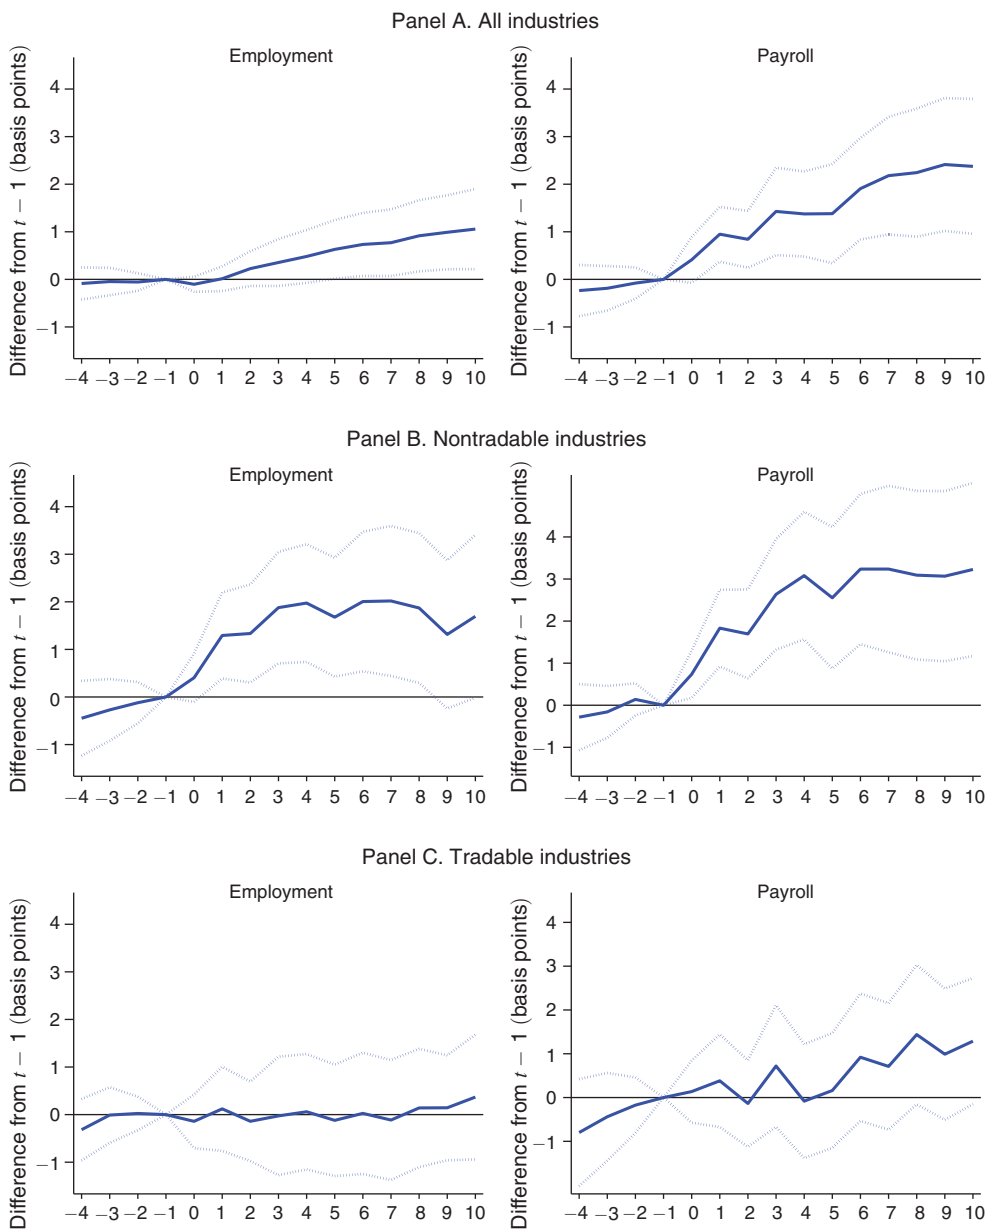 Panel A. All industries
Employment
Payroll
Difference from t − 1 (basis points)
4
3
2
1
0
−1
−4 −3 −2 −1 0 1 2 3 4 5 6 7 8 9 10
Difference from t − 1 (basis points)
4
3
2
1
0
−1
−4 −3 −2 −1 0 1 2 3 4 5 6 7 8 9 10
Panel B. Nontradable industries
Employment
Payroll
Difference from t − 1 (basis points)
4
3
2
1
0
−1
−4 −3 −2 −1 0 1 2 3 4 5 6 7 8 9 10
Difference from t − 1 (basis points)
4
3
2
1
0
−1
−4 −3 −2 −1 0 1 2 3 4 5 6 7 8 9 10
Panel C. Tradable industries
Employment
Payroll
Difference from t − 1 (basis points)
4
3
2
1
0
−1
−4 −3 −2 −1 0 1 2 3 4 5 6 7 8 9 10
Difference from t − 1 (basis points)
4
3
2
1
0
−1
−4 −3 −2 −1 0 1 2 3 4 5 6 7 8 9 10